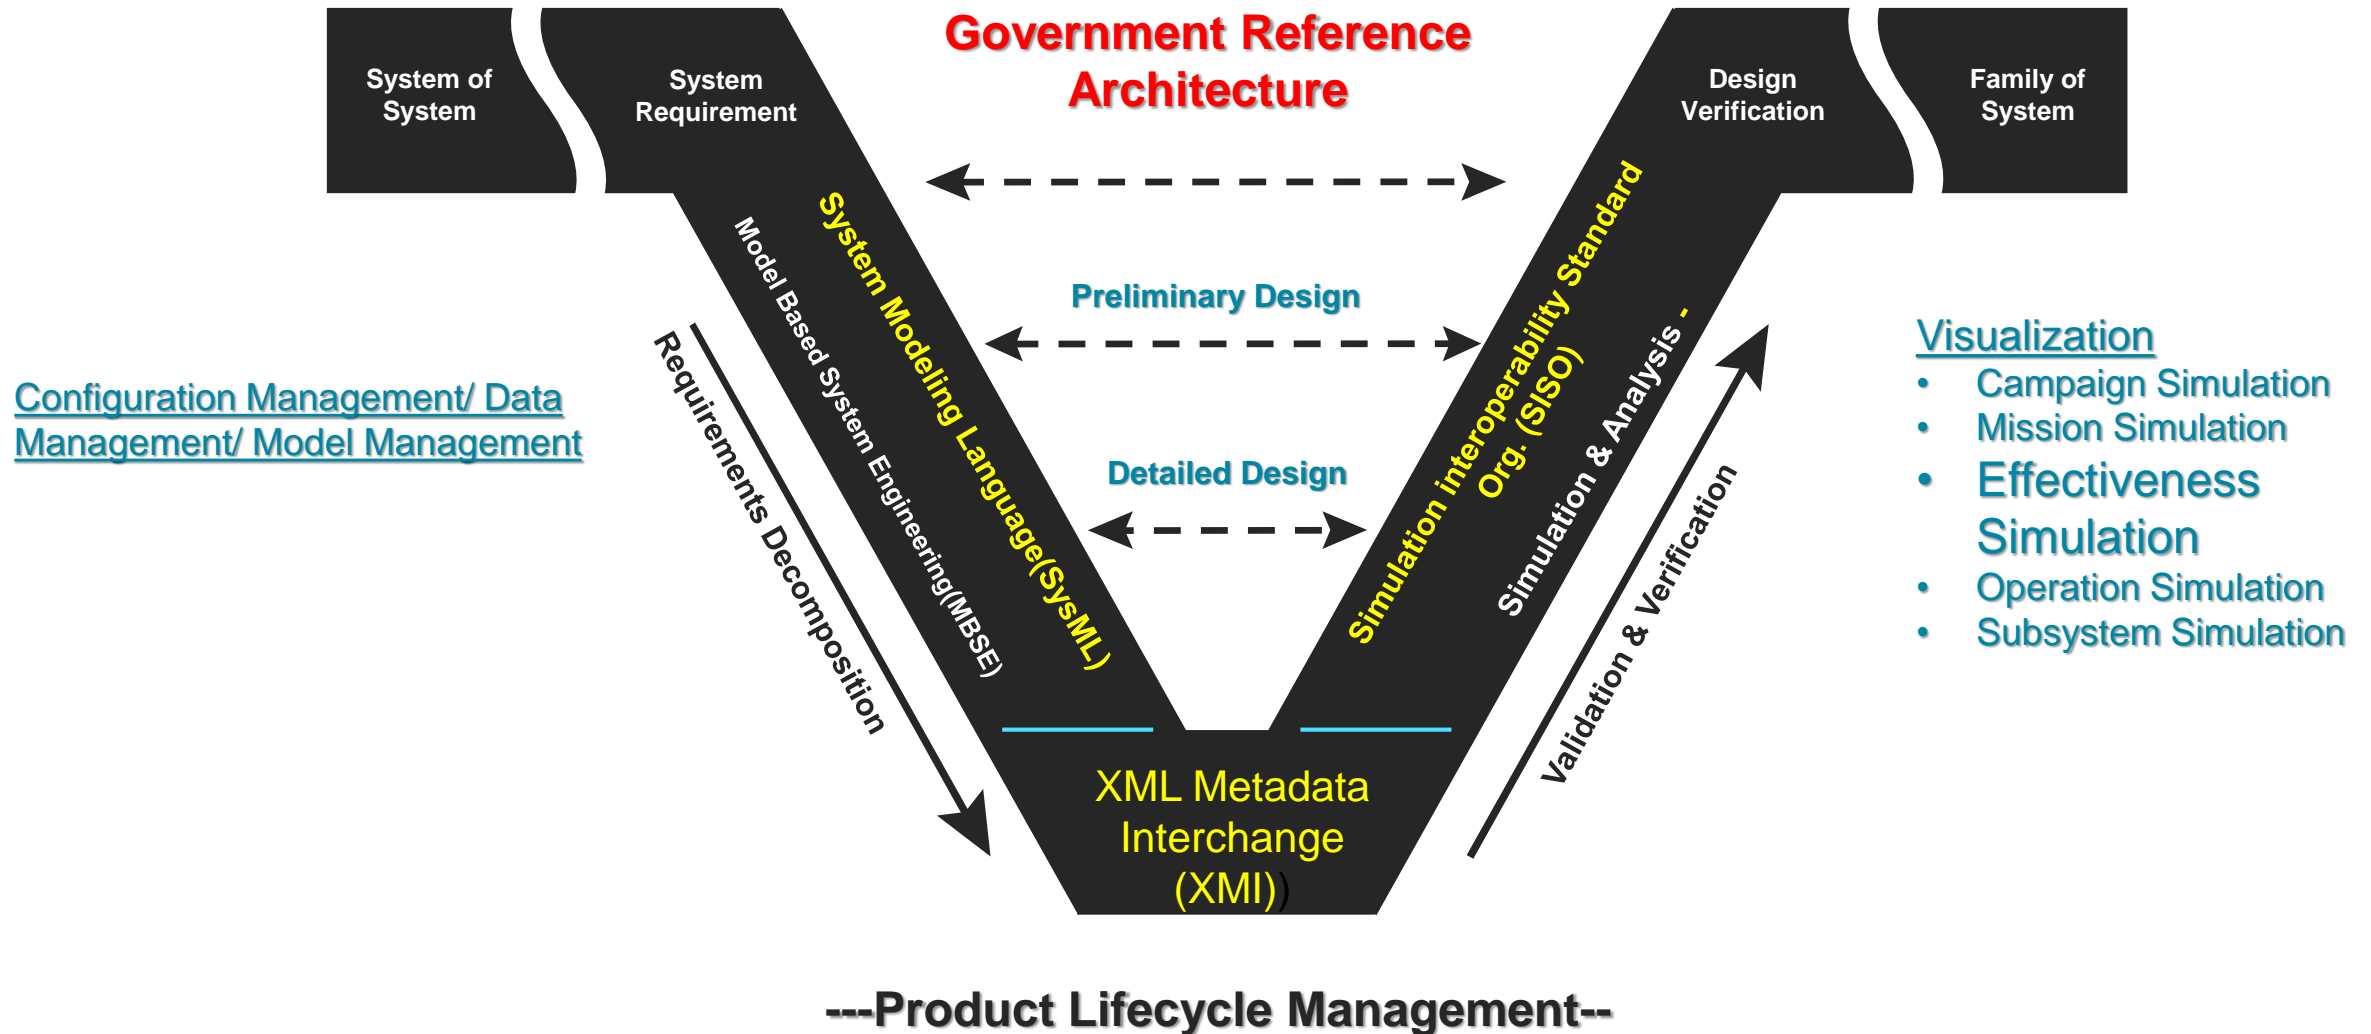 Government Reference
Architecture
System of
System
System
Requirement
Design
Verification
Family of
System
Model Based System Engineering(MBSE)
System Modeling Language(SysML)
Requirements Decomposition
Configuration Management/ Data
Management/ Model Management
Preliminary Design
Detailed Design
Simulation interoperability Standard
Org. (SISO)
Simulation & Analysis -
Validation & Verification
Visualization
• Campaign Simulation
• Mission Simulation
• Effectiveness
Simulation
• Operation Simulation
• Subsystem Simulation
XML Metadata
Interchange
(XMI))
---Product Lifecycle Management--